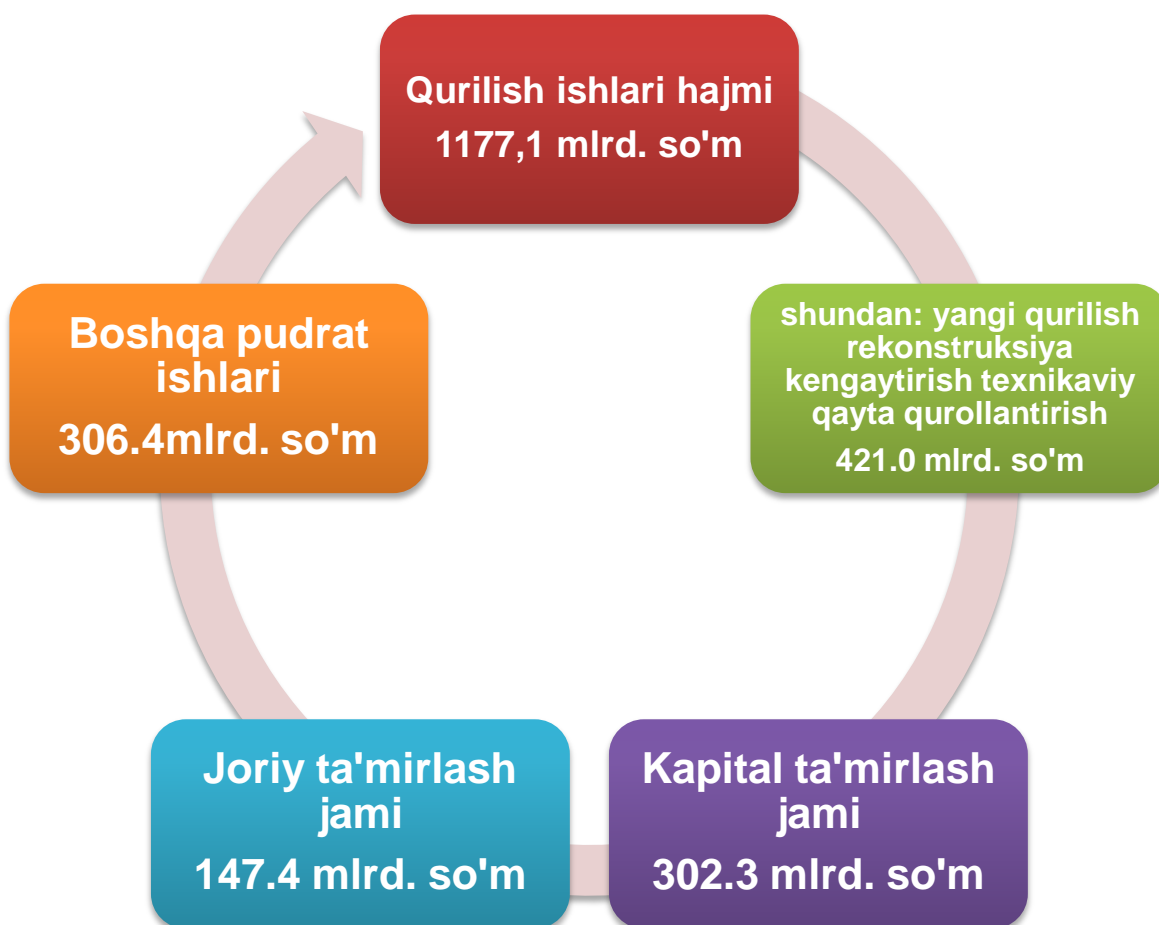 Qurilish ishlari hajmi
1177,1 mlrd. so'm
shundan: yangi qurilish
rekonstruksiya
kengaytirish texnikaviy
qayta qurollantirish
421.0 mlrd. so'm
Kapital ta'mirlash
jami
302.3 mlrd. so'm
Joriy ta'mirlash
jami
147.4 mlrd. so'm
Boshqa pudrat
ishlari
306.4mlrd. so'm